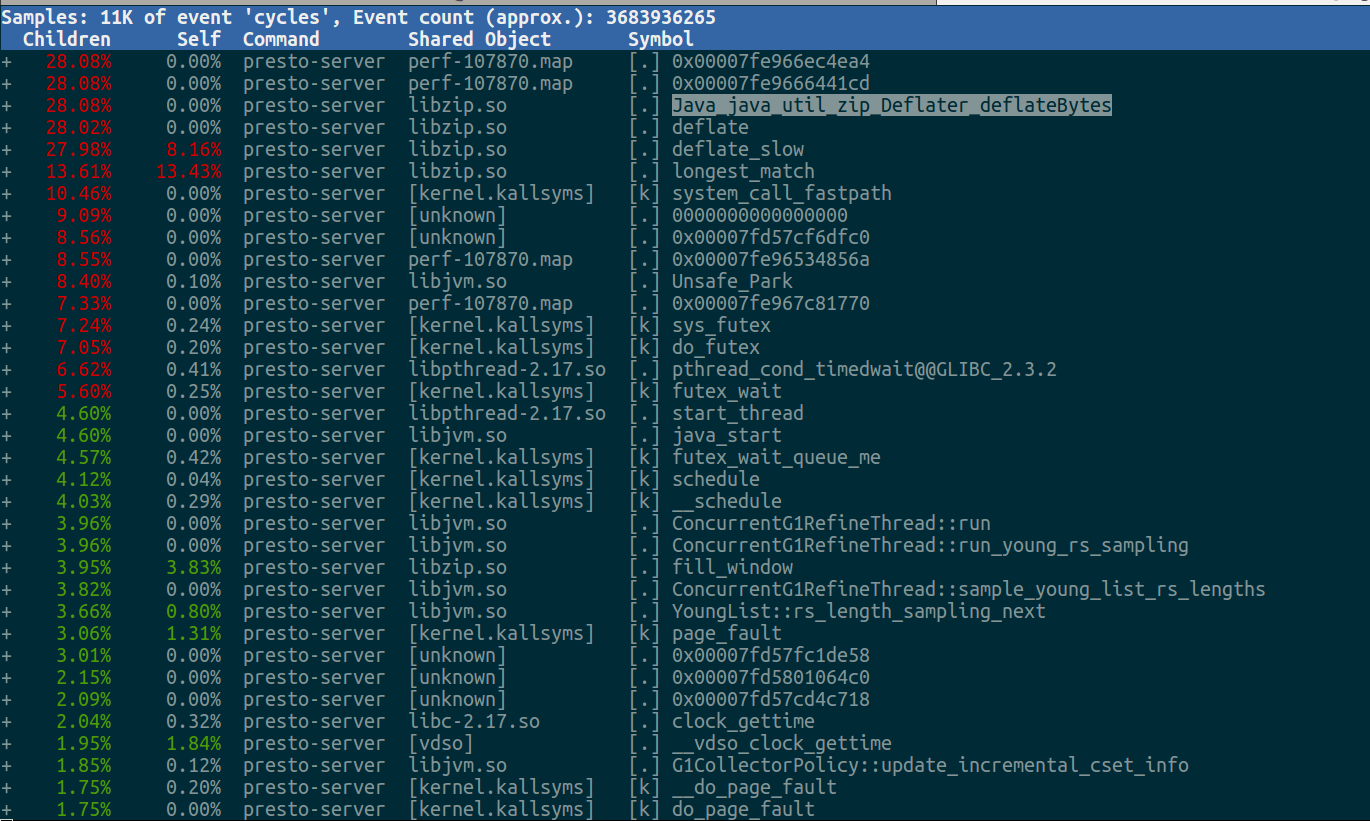 Samples: 11K of event 'cycles', Event count (approx.): 3683936265
Children Self Command Shared Object Symbol
+ 28.08% 0.00% presto-server perf-107870.map [.] 0x00007fe966ec4ea4
+ 28.08% 0.00% presto-server perf-107870.map [.] 0x00007fe9666441cd
+ 28.08% 0.00% presto-server libzip.so [.] Java_java_util_zip_Deflater_deflateBytes
+ 28.02% 0.00% presto-server libzip.so [.] deflate
+ 27.98% 8.16% presto-server libzip.so [.] deflate_slow
+ 13.61% 13.43% presto-server libzip.so [.] longest_match
+ 10.46% 0.00% presto-server [kernel.kallsyms] [k] system_call_fastpath
+ 9.09% 0.00% presto-server [unknown] [.] 0000000000000000
+ 8.56% 0.00% presto-server [unknown] [.] 0x00007fd57cf6dfc0
+ 8.55% 0.00% presto-server perf-107870.map [.] 0x00007fe96534856a
+ 8.40% 0.10% presto-server libjvm.so [.] Unsafe_Park
+ 7.33% 0.00% presto-server perf-107870.map [.] 0x00007fe967c81770
+ 7.24% 0.24% presto-server [kernel.kallsyms] [k] sys_futex
+ 7.05% 0.20% presto-server [kernel.kallsyms] [k] do_futex
+ 6.62% 0.41% presto-server libpthread-2.17.so [.] pthread_cond_timedwait@@GLIBC_2.3.2
+ 5.60% 0.25% presto-server [kernel.kallsyms] [k] futex_wait
+ 4.60% 0.00% presto-server libpthread-2.17.so [.] start_thread
+ 4.60% 0.00% presto-server libjvm.so [.] java_start
+ 4.57% 0.42% presto-server [kernel.kallsyms] [k] futex_wait_queue_me
+ 4.12% 0.04% presto-server [kernel.kallsyms] [k] schedule
+ 4.03% 0.29% presto-server [kernel.kallsyms] [k] __schedule
+ 3.96% 0.00% presto-server libjvm.so [.] ConcurrentG1RefineThread::run
+ 3.96% 0.00% presto-server libjvm.so [.] ConcurrentG1RefineThread::run_young_rs_sampling
+ 3.95% 3.83% presto-server libzip.so [.] fill_window
+ 3.82% 0.00% presto-server libjvm.so [.] ConcurrentG1RefineThread::sample_young_list_rs_lengths
+ 3.66% 0.80% presto-server libjvm.so [.] YoungList::rs_length_sampling_next
+ 3.06% 1.31% presto-server [kernel.kallsyms] [k] page_fault
+ 3.01% 0.00% presto-server [unknown] [.] 0x00007fd57fc1de58
+ 2.15% 0.00% presto-server [unknown] [.] 0x00007fd5801064c0
+ 2.09% 0.00% presto-server [unknown] [.] 0x00007fd57cd4c718
+ 2.04% 0.32% presto-server libc-2.17.so [.] clock_gettime
+ 1.95% 1.84% presto-server [vdso] [.] __vdso_clock_gettime
+ 1.85% 0.12% presto-server libjvm.so [.] G1CollectorPolicy::update_incremental_cset_info
+ 1.75% 0.20% presto-server [kernel.kallsyms] [k] __do_page_fault
+ 1.75% 0.00% presto-server [kernel.kallsyms] [k] do_page_fault